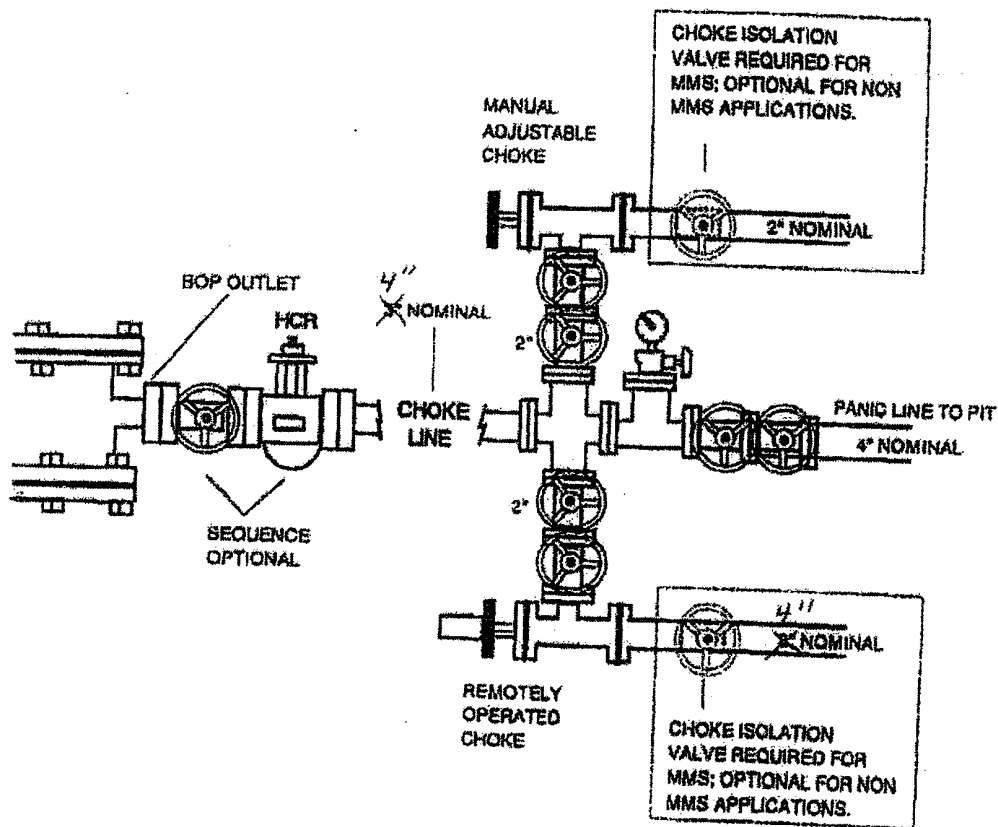 CHOKE ISOLATION
VALVE REQUIRED FOR
MMS; OPTIONAL FOR NON
MMS APPLICATIONS.
MANUAL
ADJUSTABLE
CHOKE
2" NOMINAL
BOP OUTLET
4"
NOMINAL
HCR
2"
CHOKE
LINE
PANIC LINE TO PIT
4" NOMINAL
2"
SEQUENCE
OPTIONAL
4"
NOMINAL
REMOTELY
OPERATED
CHOKE
CHOKE ISOLATION
VALVE REQUIRED FOR
MMS; OPTIONAL FOR NON
MMS APPLICATIONS.